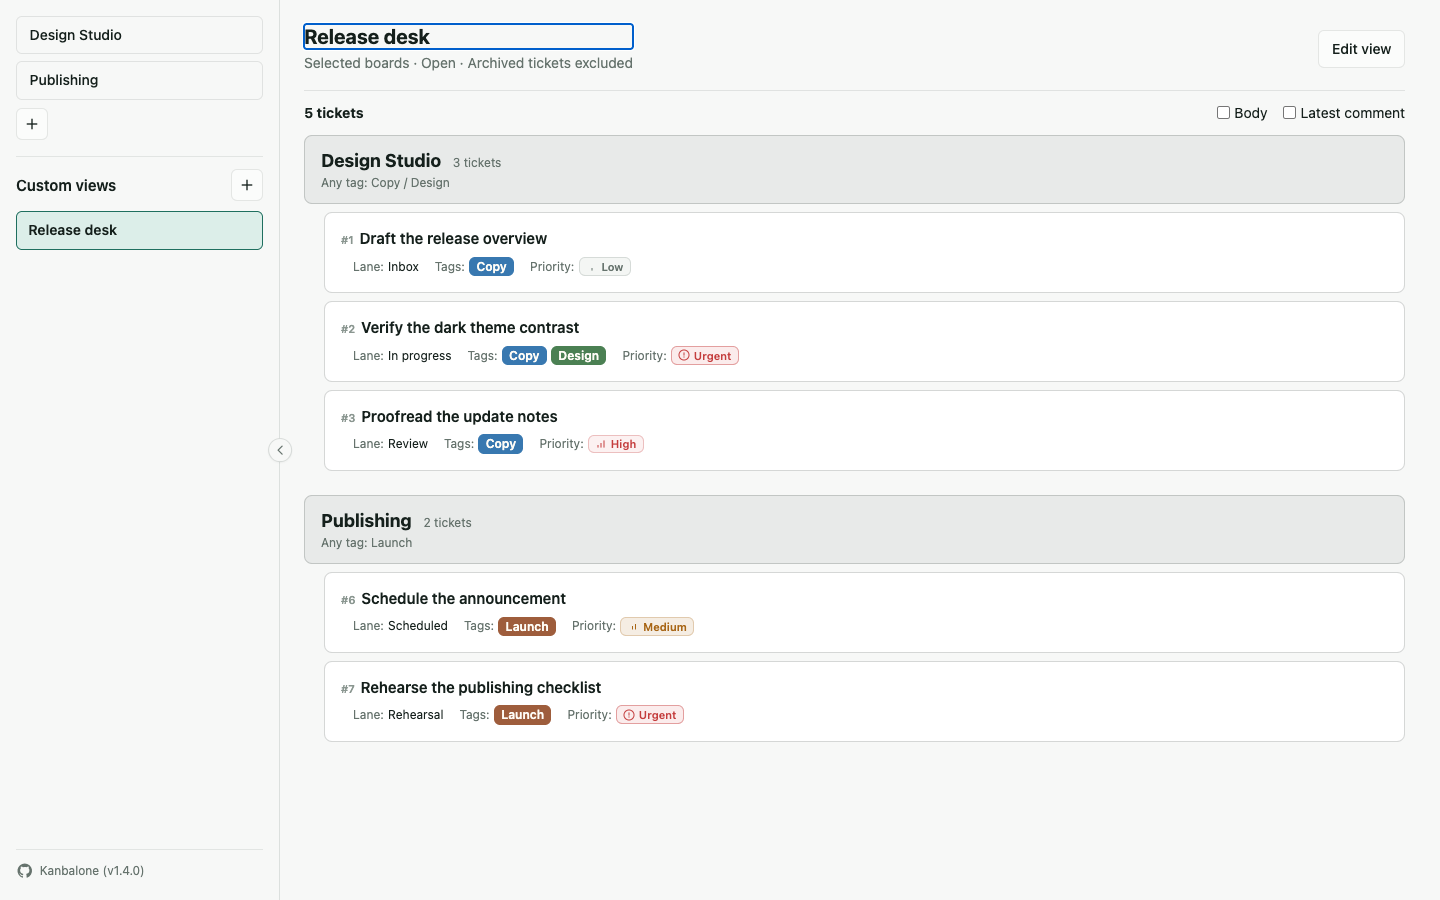 Design Studio
Publishing
+
Custom views
+
Release desk
Kanbalone (v1.4.0)
Release desk
Selected boards · Open · Archived tickets excluded
Edit view
5 tickets
Body
Latest comment
Design Studio 3 tickets
Any tag: Copy / Design
#1 Draft the release overview
Lane: Inbox Tags: Copy Priority: Low
#2 Verify the dark theme contrast
Lane: In progress Tags: Copy Design Priority: Urgent
#3 Proofread the update notes
Lane: Review Tags: Copy Priority: High
Publishing 2 tickets
Any tag: Launch
#6 Schedule the announcement
Lane: Scheduled Tags: Launch Priority: Medium
#7 Rehearse the publishing checklist
Lane: Rehearsal Tags: Launch Priority: Urgent